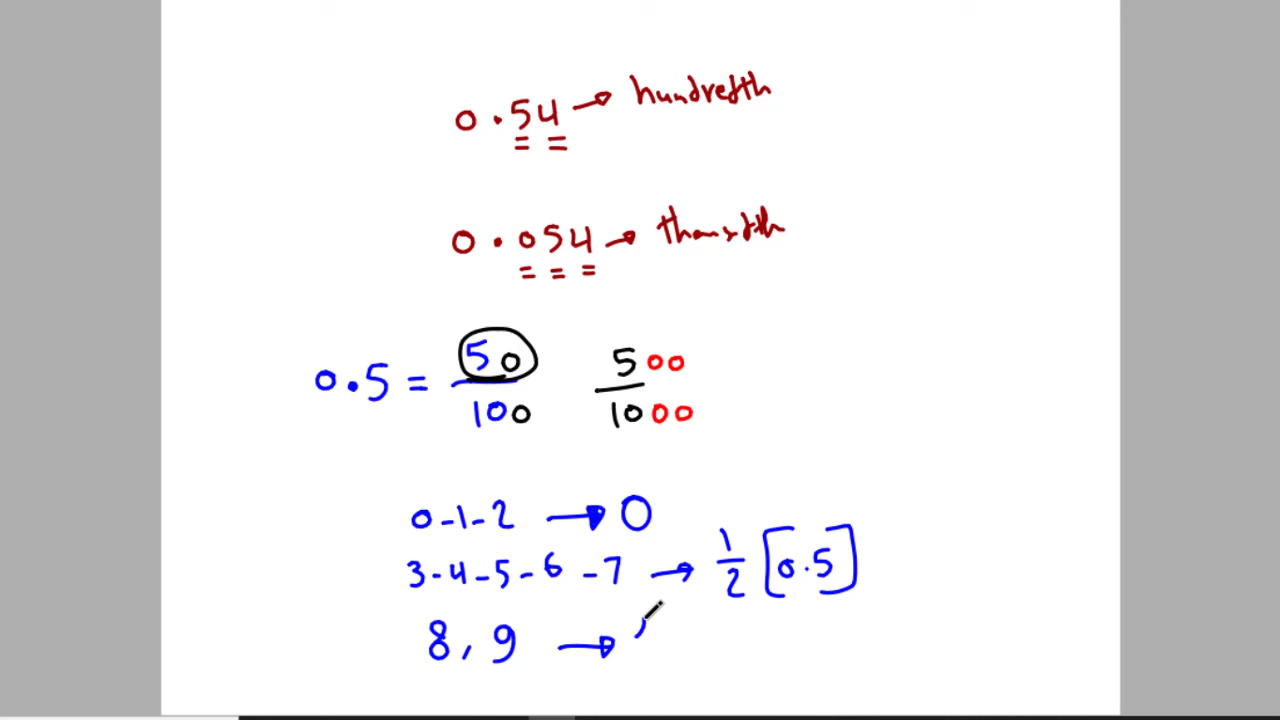 0.54 → hundredth
0.054 →
0.5 = 50/100 500/1000
0-1-2 → 0
3-4-5-6-7 → 1/2 [0.5]
8, 9 →